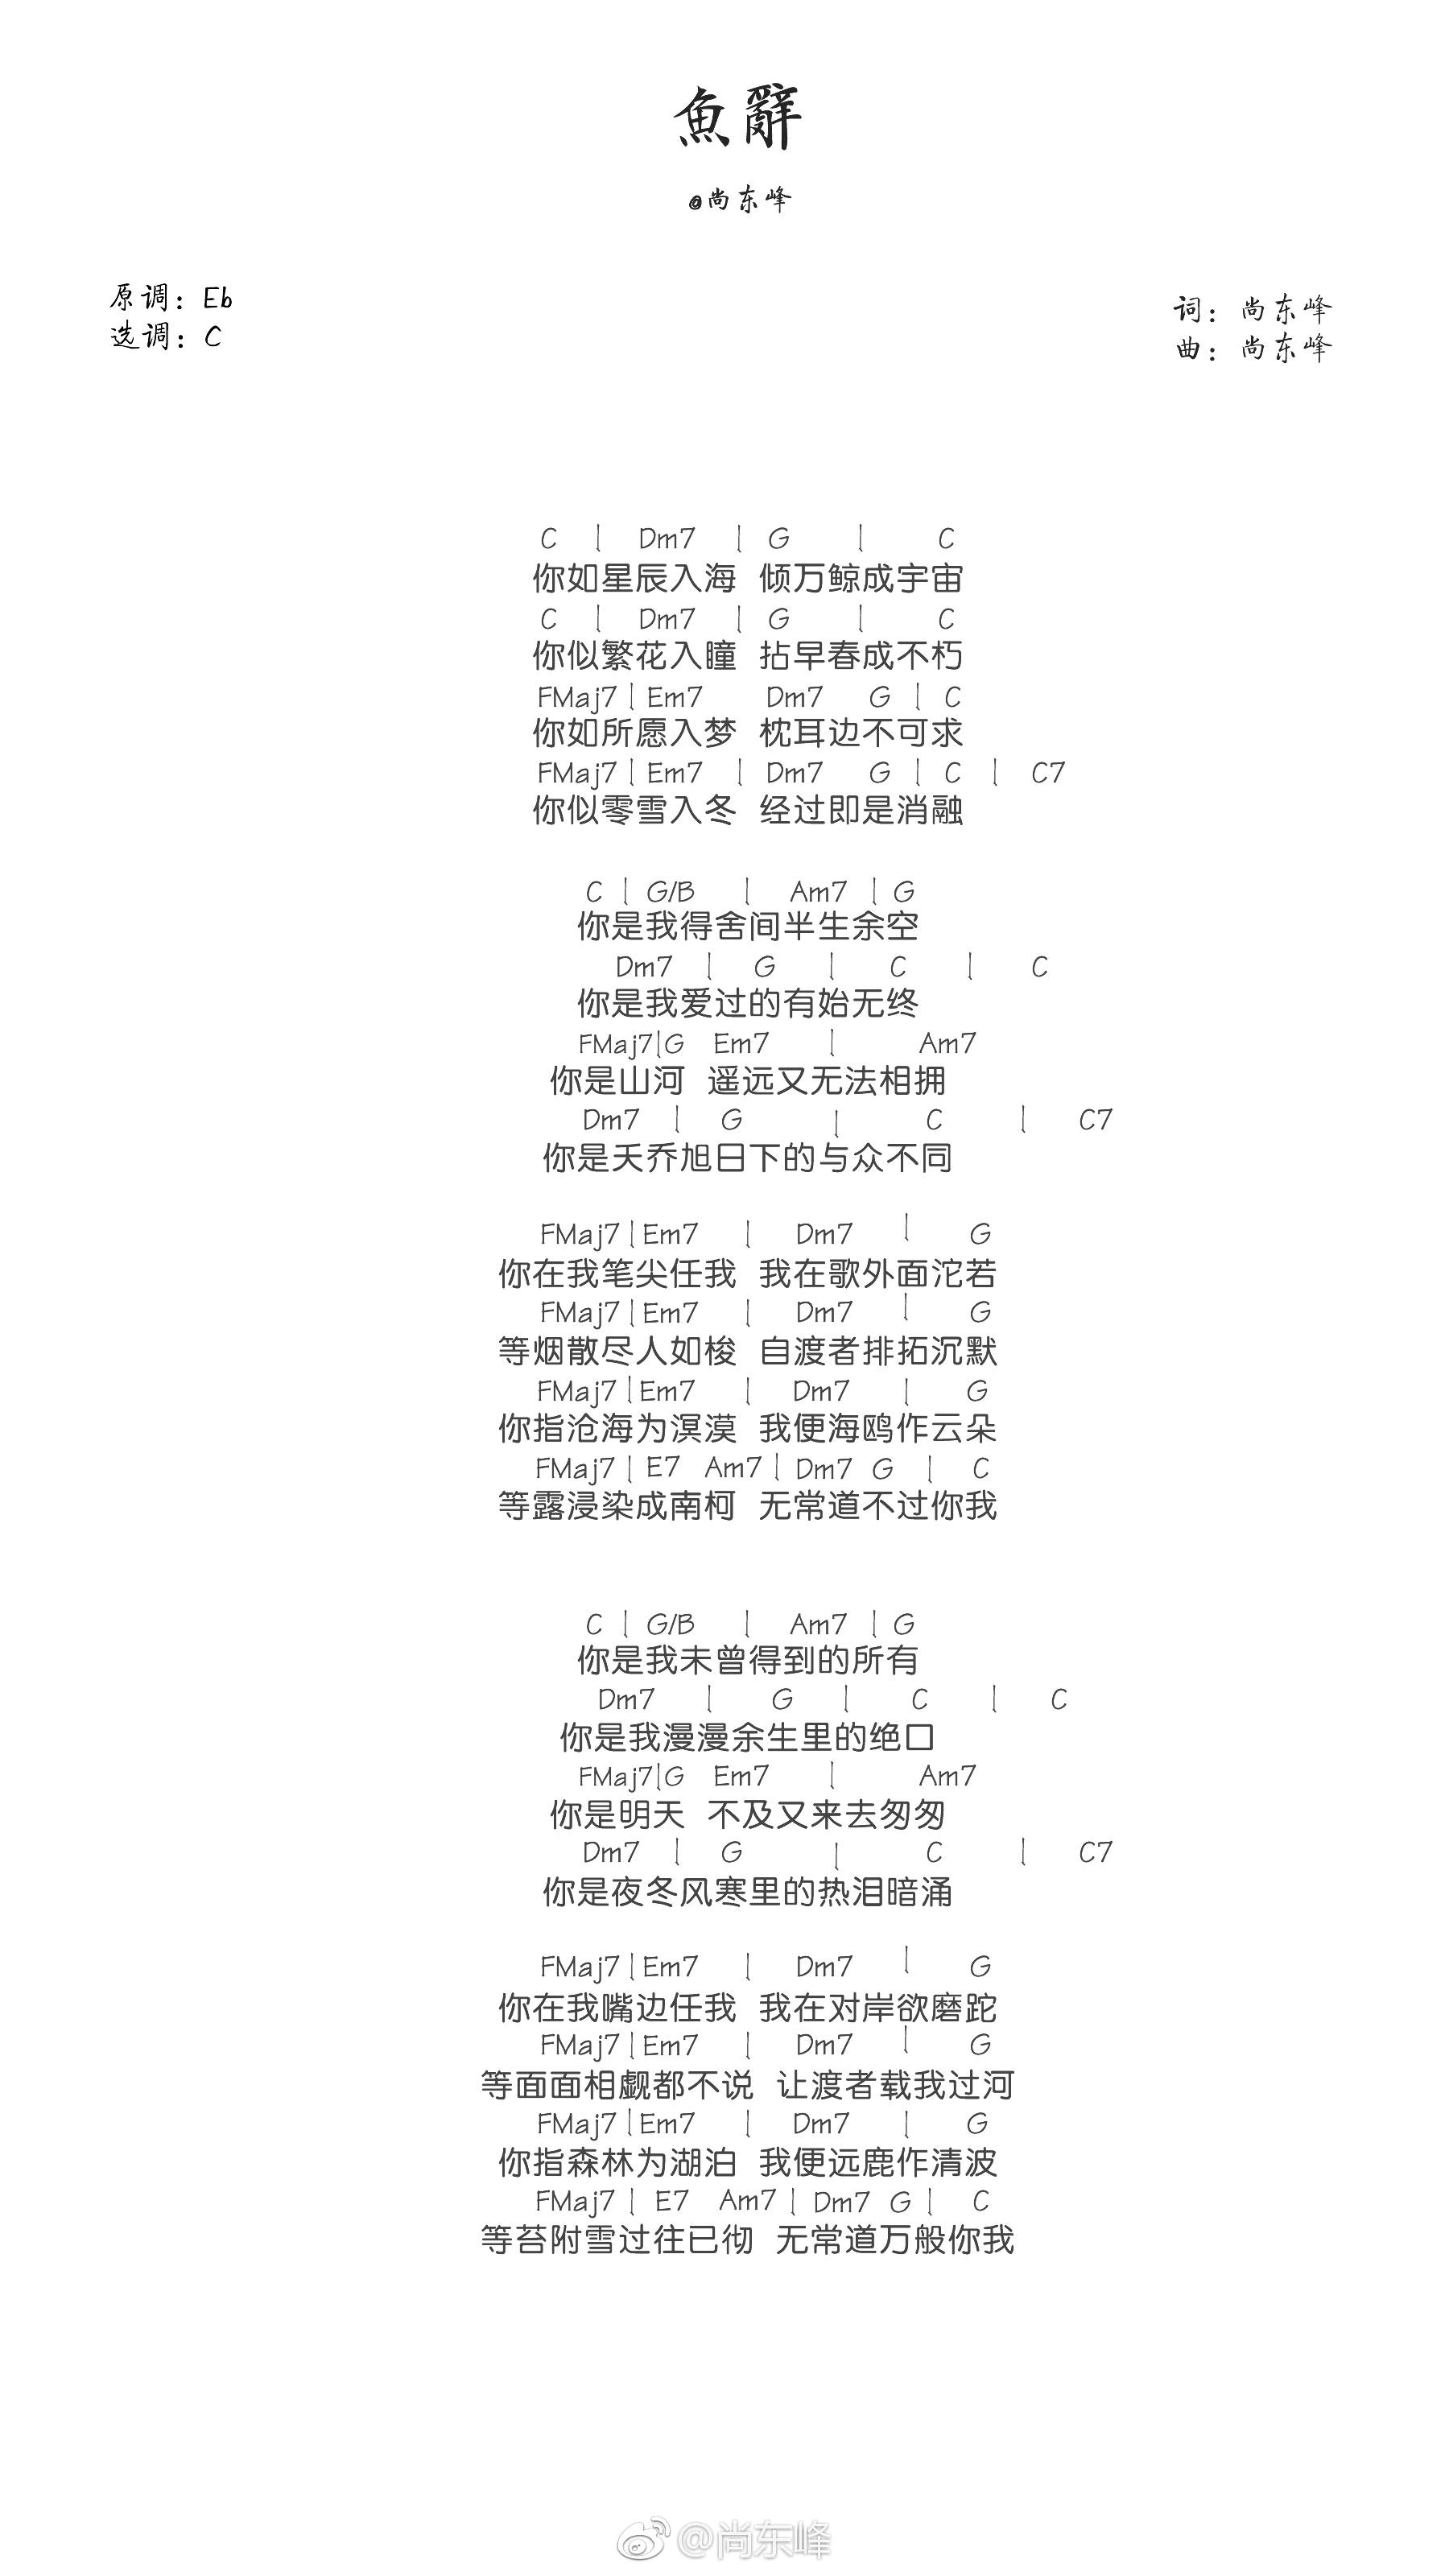 魚辭
@尚东峰
原调：Eb
选调：C
词：尚东峰
曲：尚东峰
C | Dm7 | G | C
你如星辰入海 倾万鲸成宇宙
C | Dm7 | G | C
你似繁花入瞳 拈早春成不朽
FMaj7 | Em7 Dm7 G | C
你如所愿入梦 枕耳边不可求
FMaj7 | Em7 | Dm7 G | C | C7
你似零雪入冬 经过即是消融
C | G/B | Am7 | G
你是我得舍间半生余空
Dm7 | G | C | C
你是我爱过的有始无终
FMaj7|G Em7 | Am7
你是山河 遥远又无法相拥
Dm7 | G | C | C7
你是天乔旭日下的与众不同
FMaj7 | Em7 | Dm7 | G
你在我笔尖任我 我在歌外面沱若
FMaj7 | Em7 | Dm7 | G
等烟散尽人如梭 自渡者排拓沉默
FMaj7 | Em7 | Dm7 | G
你指沧海为溟漠 我便海鸥作云朵
FMaj7 | E7 Am7 | Dm7 G | C
等露浸染成南柯 无常道不过你我
C | G/B | Am7 | G
你是我未曾得到的所有
Dm7 | G | C | C
你是我漫漫余生里的绝口
FMaj7|G Em7 | Am7
你是明天 不及又来去匆匆
Dm7 | G | C | C7
你是夜冬风寒里的热泪暗涌
FMaj7 | Em7 | Dm7 | G
你在我嘴边任我 我在对岸欲磨跎
FMaj7 | Em7 | Dm7 | G
等面面相觑都不说 让渡者载我过河
FMaj7 | Em7 | Dm7 | G
你指森林为湖泊 我便远鹿作清波
FMaj7 | E7 Am7 | Dm7 G | C
等苔附雪过往已彻 无常道万般你我
@尚东峰